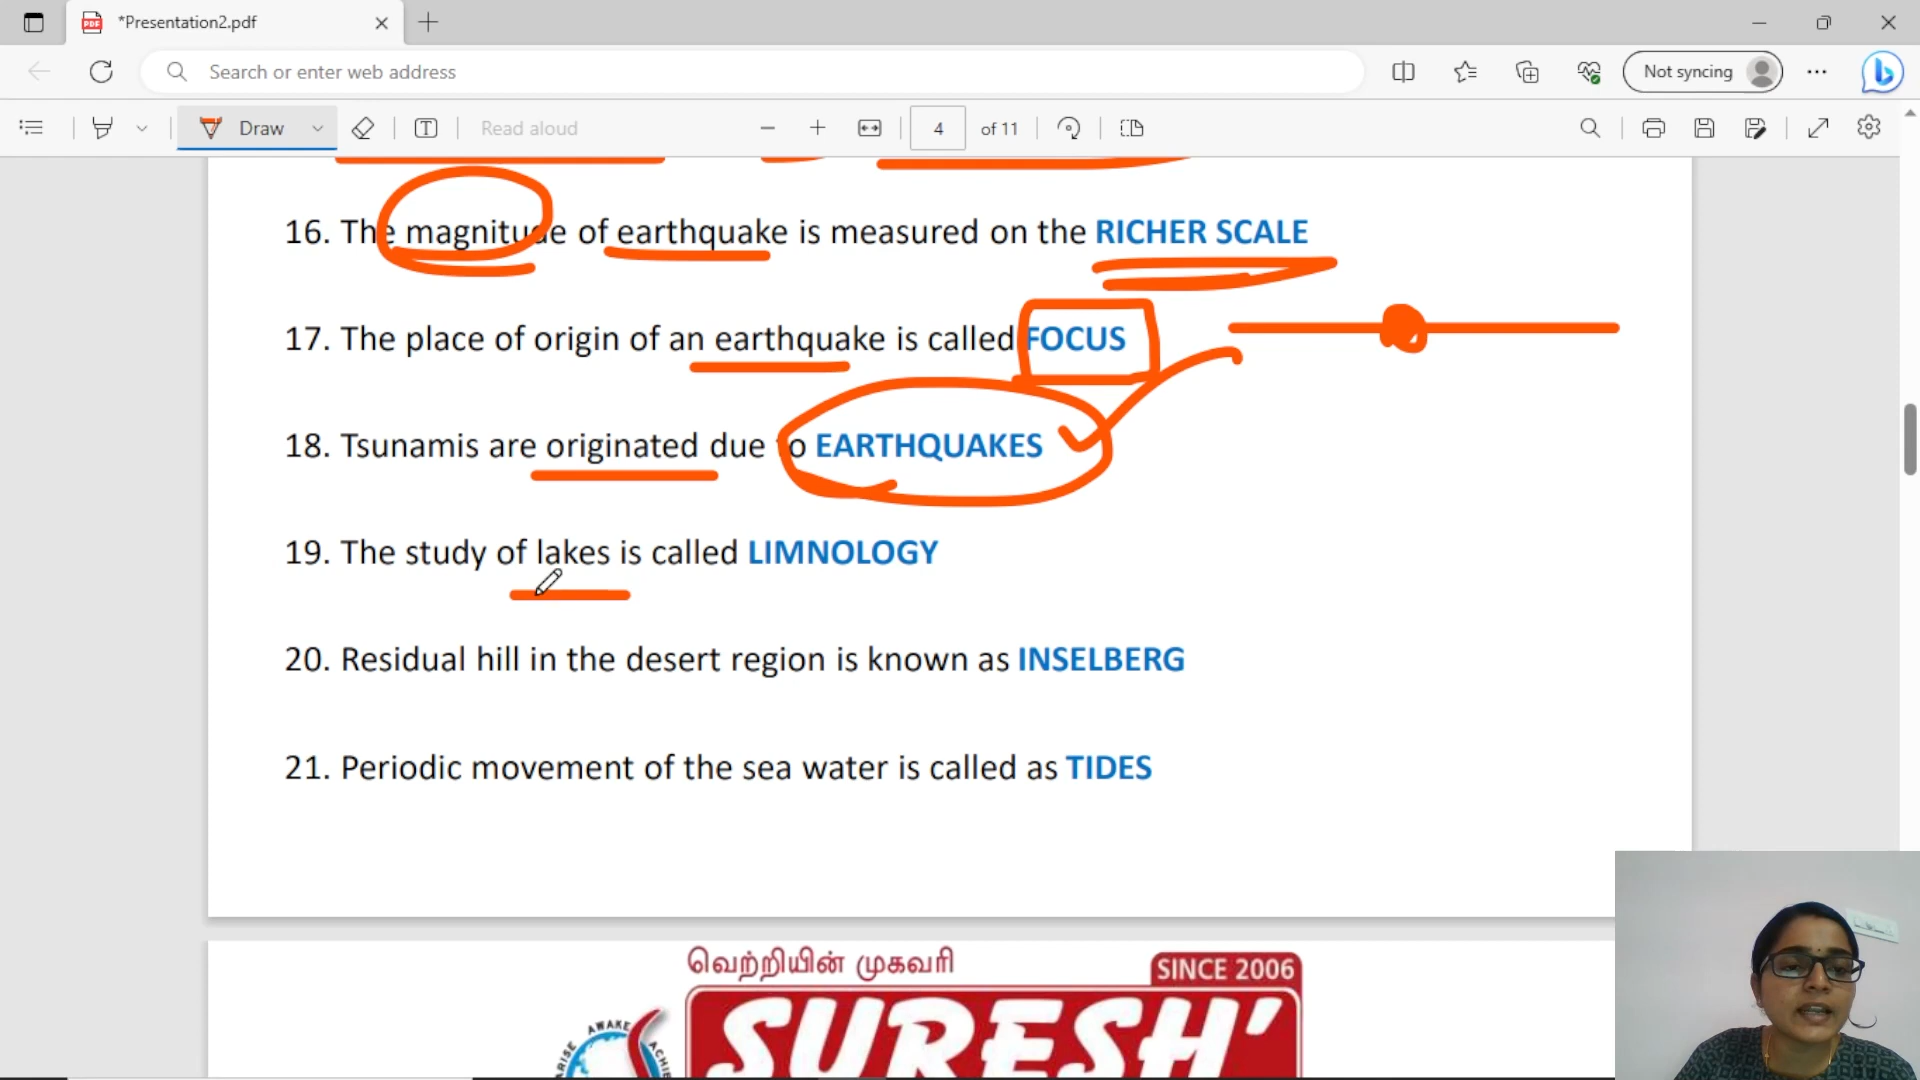 *Presentation2.pdf
Search or enter web address
Not syncing
Draw
Read aloud
4 of 11
16. The magnitude of earthquake is measured on the RICHER SCALE
17. The place of origin of an earthquake is called FOCUS
18. Tsunamis are originated due to EARTHQUAKES
19. The study of lakes is called LIMNOLOGY
20. Residual hill in the desert region is known as INSELBERG
21. Periodic movement of the sea water is called as TIDES
வெற்றியின் முகவரி
SINCE 2006
SURESH'
ARISE AWAKE ACHIE